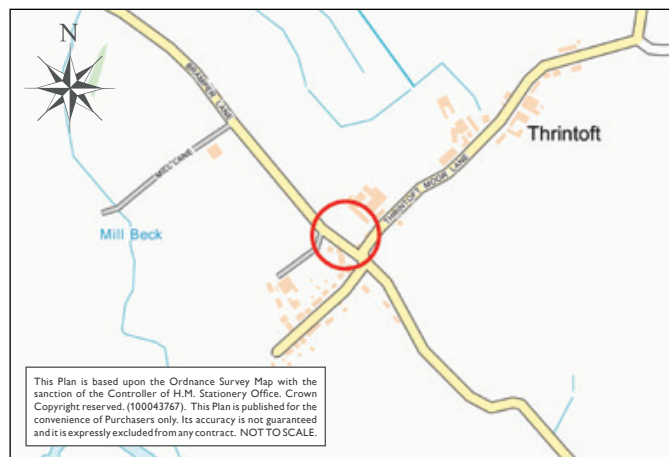 N
BRAMPER LANE
MILL LANE
Mill Beck
THRINTOFT MOOR LANE
Thrintoft
This Plan is based upon the Ordnance Survey Map with the
sanction of the Controller of H.M. Stationery Office. Crown
Copyright reserved. (100043767). This Plan is published for the
convenience of Purchasers only. Its accuracy is not guaranteed
and it is expressly excluded from any contract. NOT TO SCALE.